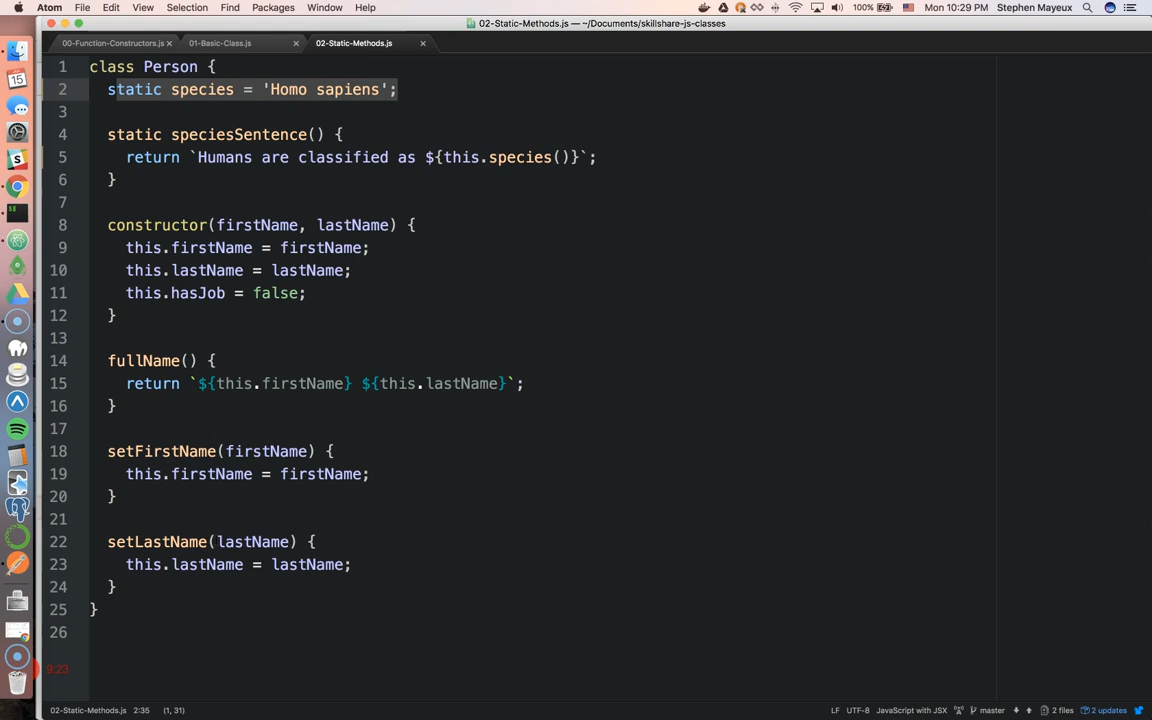 Atom File Edit View Selection Find Packages Window Help 100% Mon 10:29 PM Stephen Mayeux
02-Static-Methods.js — ~/Documents/skillshare-js-classes
00-Function-Constructors.js 01-Basic-Class.js 02-Static-Methods.js
1 class Person {
2 static species = 'Homo sapiens';
3
4 static speciesSentence() {
5 return `Humans are classified as ${this.species()}`;
6 }
7
8 constructor(firstName, lastName) {
9 this.firstName = firstName;
10 this.lastName = lastName;
11 this.hasJob = false;
12 }
13
14 fullName() {
15 return `${this.firstName} ${this.lastName}`;
16 }
17
18 setFirstName(firstName) {
19 this.firstName = firstName;
20 }
21
22 setLastName(lastName) {
23 this.lastName = lastName;
24 }
25 }
26
9:23
02-Static-Methods.js 2:35 (1, 31) LF UTF-8 JavaScript with JSX master 2 files 2 updates